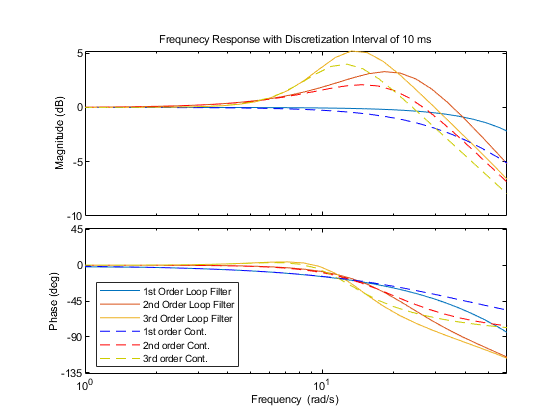 Frequnecy Response with Discretization Interval of 10 ms
5
0
-5
-10
Magnitude (dB)
45
0
-45
-90
-135
Phase (deg)
1st Order Loop Filter
2nd Order Loop Filter
3rd Order Loop Filter
1st order Cont.
2nd order Cont.
3rd order Cont.
10^0
10^1
Frequency (rad/s)